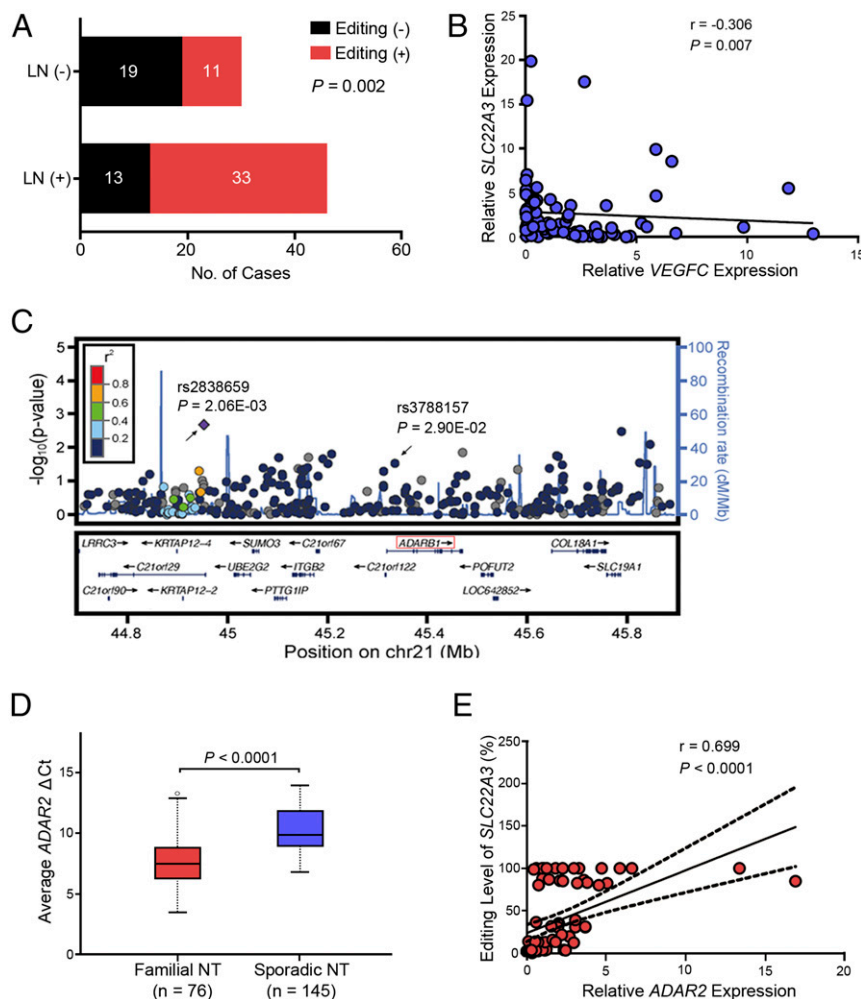 A
Editing (-)
Editing (+)
P = 0.002
LN (-)
19
11
LN (+)
13
33
0
20
40
60
No. of Cases
B
Relative SLC22A3 Expression
25
20
15
10
5
0
r = -0.306
P = 0.007
0
5
10
15
Relative VEGFC Expression
C
-log10(p-value)
5
4
3
2
1
0
r2
0.8
0.6
0.4
0.2
rs2838659
P = 2.06E-03
rs3788157
P = 2.90E-02
100
80
60
40
20
0
Recombination rate (cM/Mb)
LRRC3→ ←KRTAP12-4 ←SUMO3 ←C21orf67 ADARB1→ COL18A1→
←C21orf29 ←UBE2G2 ←ITGB2 ←C21orf122 ←POFUT2 ←SLC19A1
C21orf90→ ←KRTAP12-2 ←PTTG1IP LOC642852→
44.8
45
45.2
45.4
45.6
45.8
Position on chr21 (Mb)
D
Average ADAR2 ΔCt
15
10
5
0
P < 0.0001
Familial NT
(n = 76)
Sporadic NT
(n = 145)
E
Editing Level of SLC22A3 (%)
250
200
150
100
50
0
r = 0.699
P < 0.0001
0
5
10
15
20
Relative ADAR2 Expression